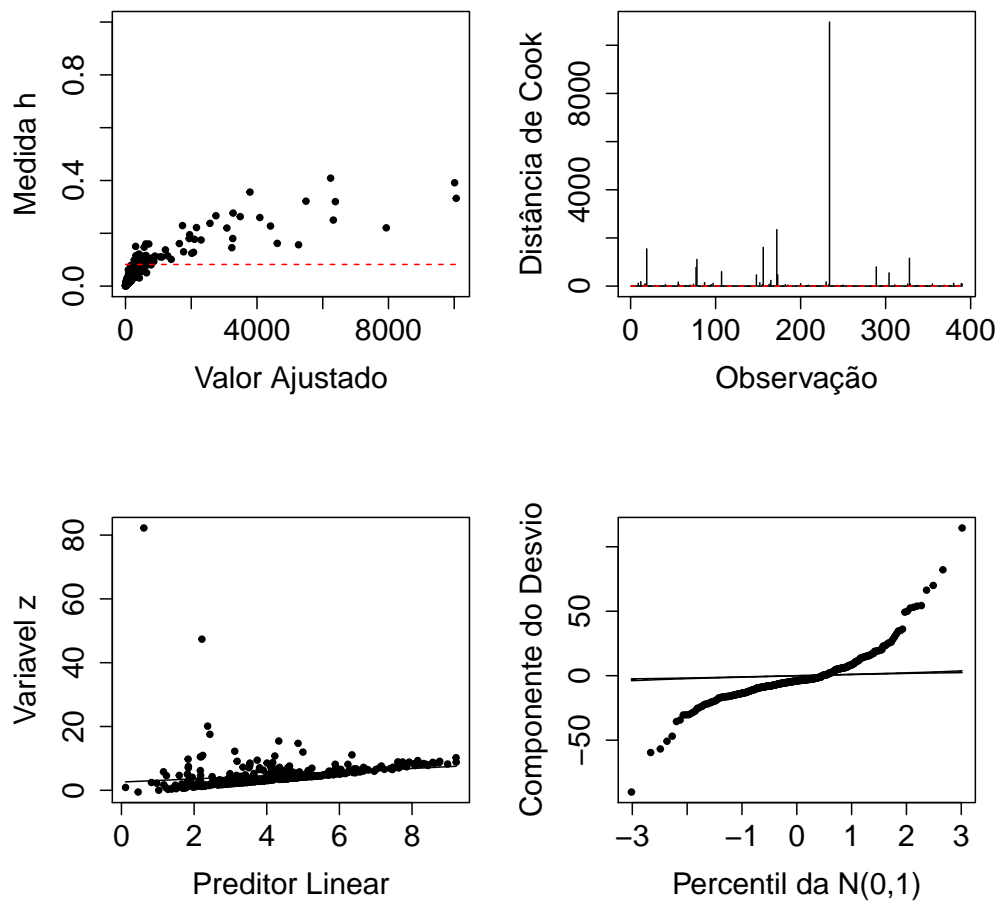 Medida h
0.0
0.4
0.8
0 4000 8000
Valor Ajustado
Distância de Cook
0
4000
8000
0 100 200 300 400
Observação
Variavel z
0
20
40
60
80
0 2 4 6 8
Preditor Linear
Componente do Desvio
−50
0
50
−3 −1 0 1 2 3
Percentil da N(0,1)